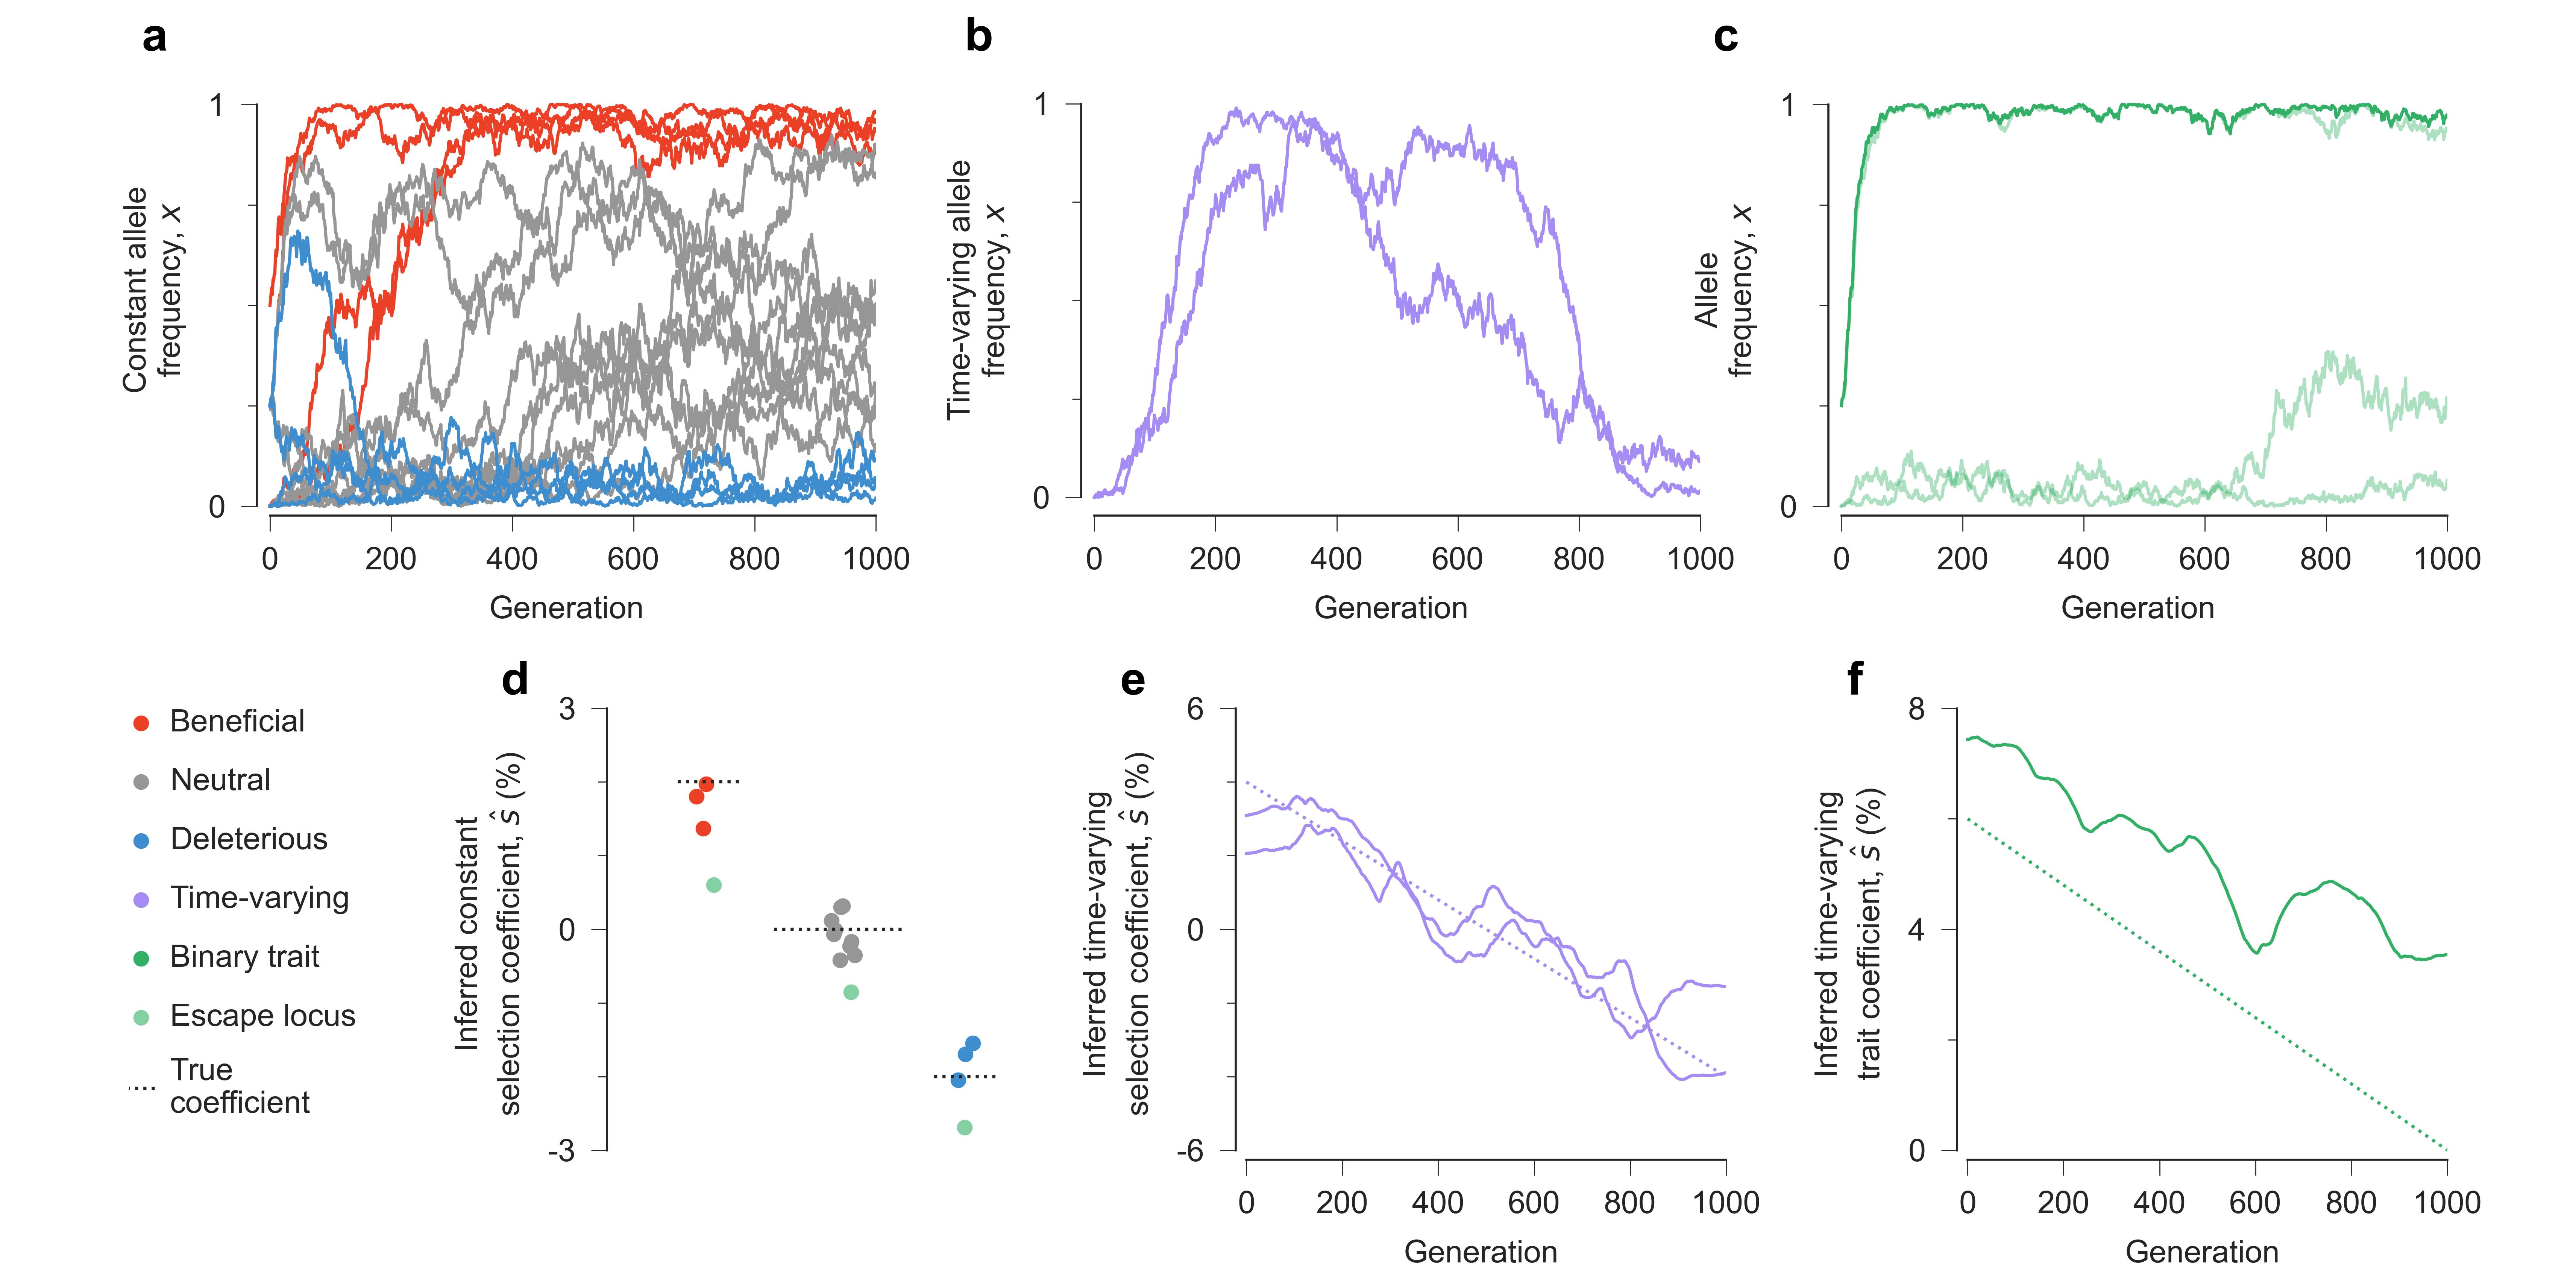 a
b
c
1
0
Constant allele
frequency, x
0 200 400 600 800 1000
Generation
1
0
Time-varying allele
frequency, x
0 200 400 600 800 1000
Generation
1
0
Allele
frequency, x
0 200 400 600 800 1000
Generation
Beneficial
Neutral
Deleterious
Time-varying
Binary trait
Escape locus
True
coefficient
d
3
0
-3
Inferred constant
selection coefficient, ŝ (%)
e
6
0
-6
Inferred time-varying
selection coefficient, ŝ (%)
0 200 400 600 800 1000
Generation
f
8
4
0
Inferred time-varying
trait coefficient, ŝ (%)
0 200 400 600 800 1000
Generation